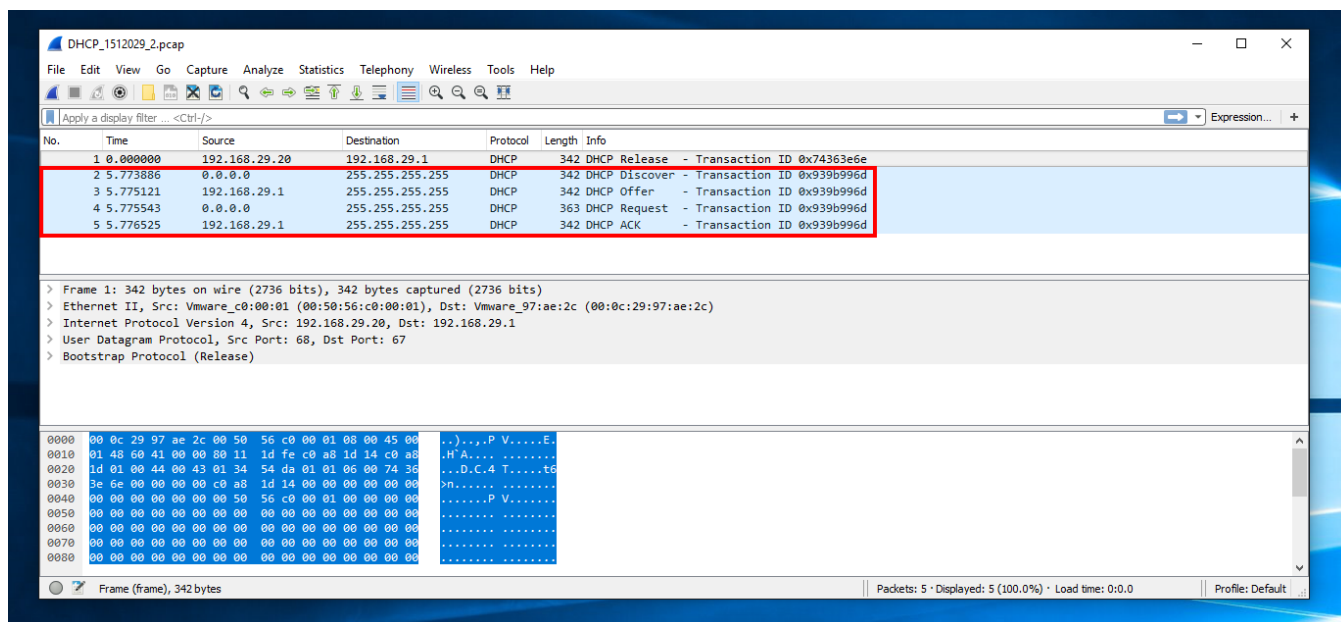 DHCP_1512029_2.pcap
File Edit View Go Capture Analyze Statistics Telephony Wireless Tools Help
Apply a display filter ... <Ctrl-/> Expression... +
No. Time Source Destination Protocol Length Info
1 0.000000 192.168.29.20 192.168.29.1 DHCP 342 DHCP Release - Transaction ID 0x74363e6e
2 5.773886 0.0.0.0 255.255.255.255 DHCP 342 DHCP Discover - Transaction ID 0x939b996d
3 5.775121 192.168.29.1 255.255.255.255 DHCP 342 DHCP Offer - Transaction ID 0x939b996d
4 5.775543 0.0.0.0 255.255.255.255 DHCP 363 DHCP Request - Transaction ID 0x939b996d
5 5.776525 192.168.29.1 255.255.255.255 DHCP 342 DHCP ACK - Transaction ID 0x939b996d
> Frame 1: 342 bytes on wire (2736 bits), 342 bytes captured (2736 bits)
> Ethernet II, Src: Vmware_c0:00:01 (00:50:56:c0:00:01), Dst: Vmware_97:ae:2c (00:0c:29:97:ae:2c)
> Internet Protocol Version 4, Src: 192.168.29.20, Dst: 192.168.29.1
> User Datagram Protocol, Src Port: 68, Dst Port: 67
> Bootstrap Protocol (Release)
0000 00 0c 29 97 ae 2c 00 50 56 c0 00 01 08 00 45 00 ..)..,.P V.....E.
0010 01 48 60 41 00 00 80 11 1d fe c0 a8 1d 14 c0 a8 .H`A.... ........
0020 1d 01 00 44 00 43 01 34 54 da 01 01 06 00 74 36 ...D.C.4 T.....t6
0030 3e 6e 00 00 00 00 c0 a8 1d 14 00 00 00 00 00 00 >n...... ........
0040 00 00 00 00 00 00 00 50 56 c0 00 01 00 00 00 00 .......P V.......
0050 00 00 00 00 00 00 00 00 00 00 00 00 00 00 00 00 ........ ........
0060 00 00 00 00 00 00 00 00 00 00 00 00 00 00 00 00 ........ ........
0070 00 00 00 00 00 00 00 00 00 00 00 00 00 00 00 00 ........ ........
0080 00 00 00 00 00 00 00 00 00 00 00 00 00 00 00 00 ........ ........
Frame (frame), 342 bytes Packets: 5 · Displayed: 5 (100.0%) · Load time: 0:0.0 Profile: Default